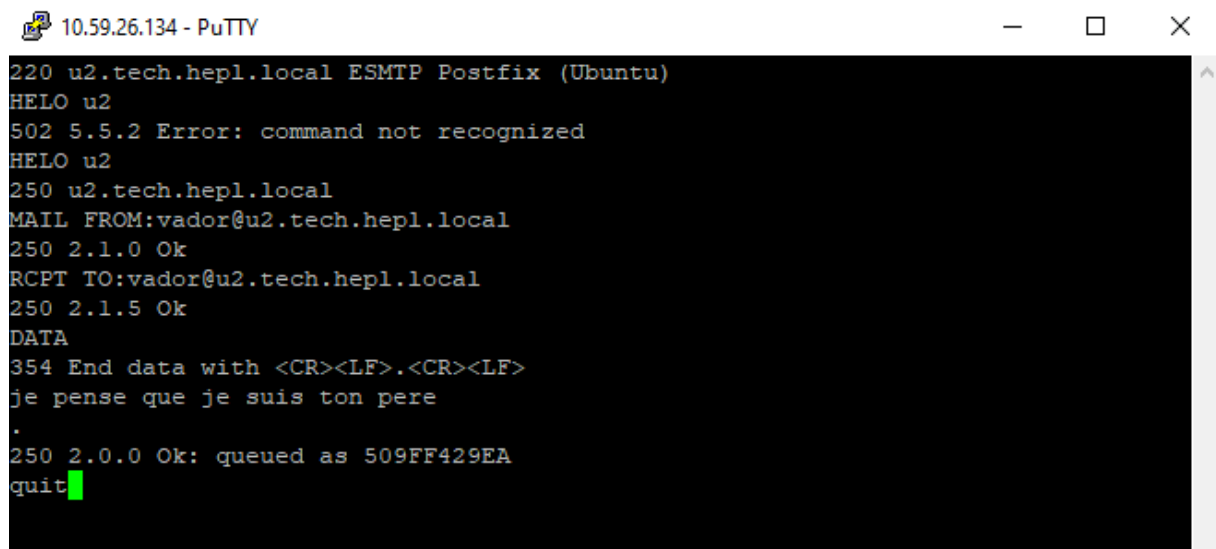 10.59.26.134 - PuTTY
220 u2.tech.hepl.local ESMTP Postfix (Ubuntu)
HELO u2
502 5.5.2 Error: command not recognized
HELO u2
250 u2.tech.hepl.local
MAIL FROM:vador@u2.tech.hepl.local
250 2.1.0 Ok
RCPT TO:vador@u2.tech.hepl.local
250 2.1.5 Ok
DATA
354 End data with <CR><LF>.<CR><LF>
je pense que je suis ton pere
.
250 2.0.0 Ok: queued as 509FF429EA
quit